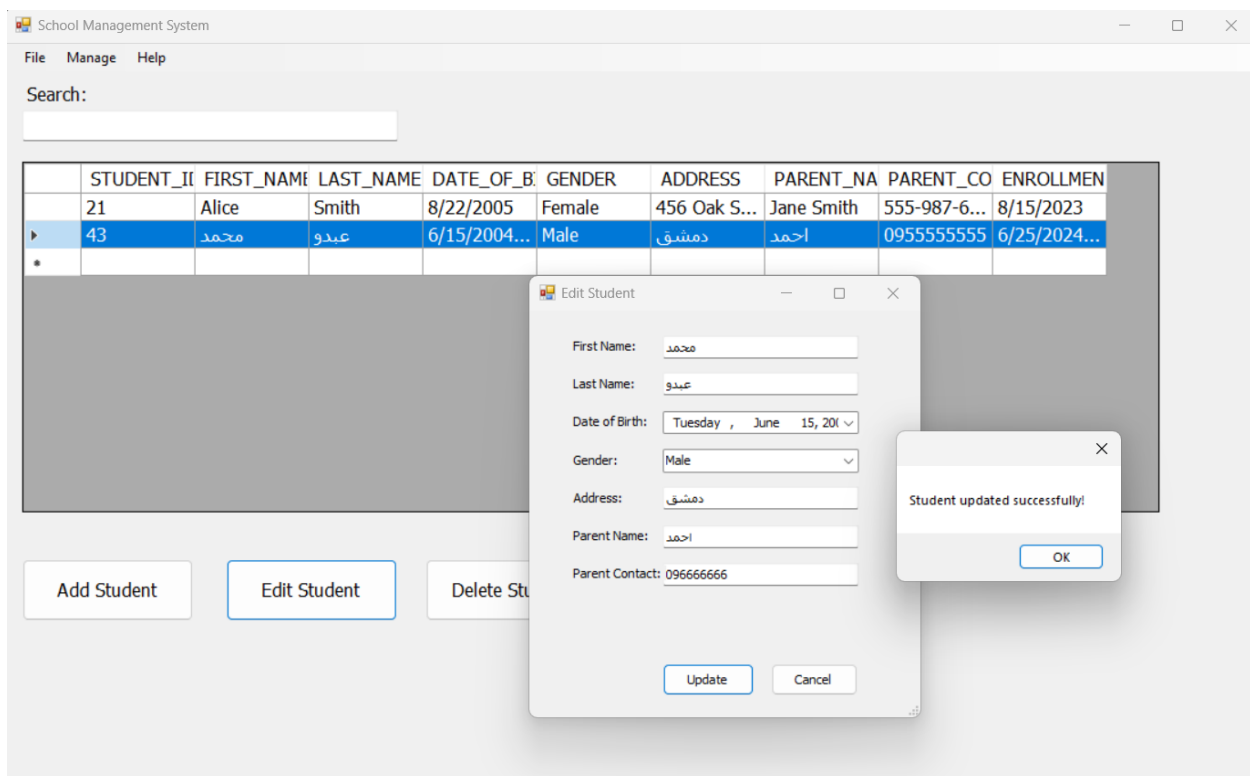 School Management System
File Manage Help
Search:
STUDENT_ID FIRST_NAME LAST_NAME DATE_OF_B GENDER ADDRESS PARENT_NA PARENT_CO ENROLLMEN
21 Alice Smith 8/22/2005 Female 456 Oak S... Jane Smith 555-987-6... 8/15/2023
43 محمد عبدو 6/15/2004... Male دمشق احمد 0955555555 6/25/2024...
Edit Student
First Name: محمد
Last Name: عبدو
Date of Birth: Tuesday , June 15, 200
Gender: Male
Address: دمشق
Parent Name: احمد
Parent Contact: 096666666
Update Cancel
Student updated successfully!
OK
Add Student Edit Student Delete Stu